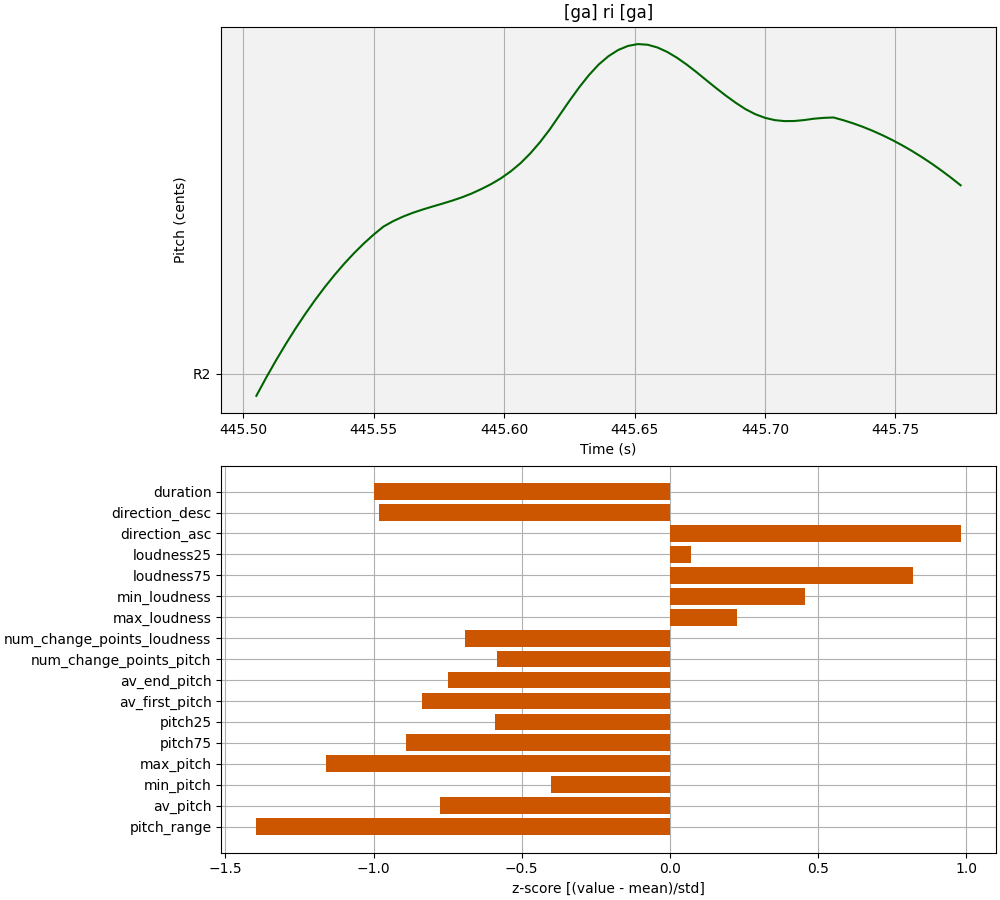 [ga] ri [ga]
Pitch (cents)
R2
445.50 445.55 445.60 445.65 445.70 445.75
Time (s)
duration
direction_desc
direction_asc
loudness25
loudness75
min_loudness
max_loudness
num_change_points_loudness
num_change_points_pitch
av_end_pitch
av_first_pitch
pitch25
pitch75
max_pitch
min_pitch
av_pitch
pitch_range
−1.5 −1.0 −0.5 0.0 0.5 1.0
z-score [(value - mean)/std]